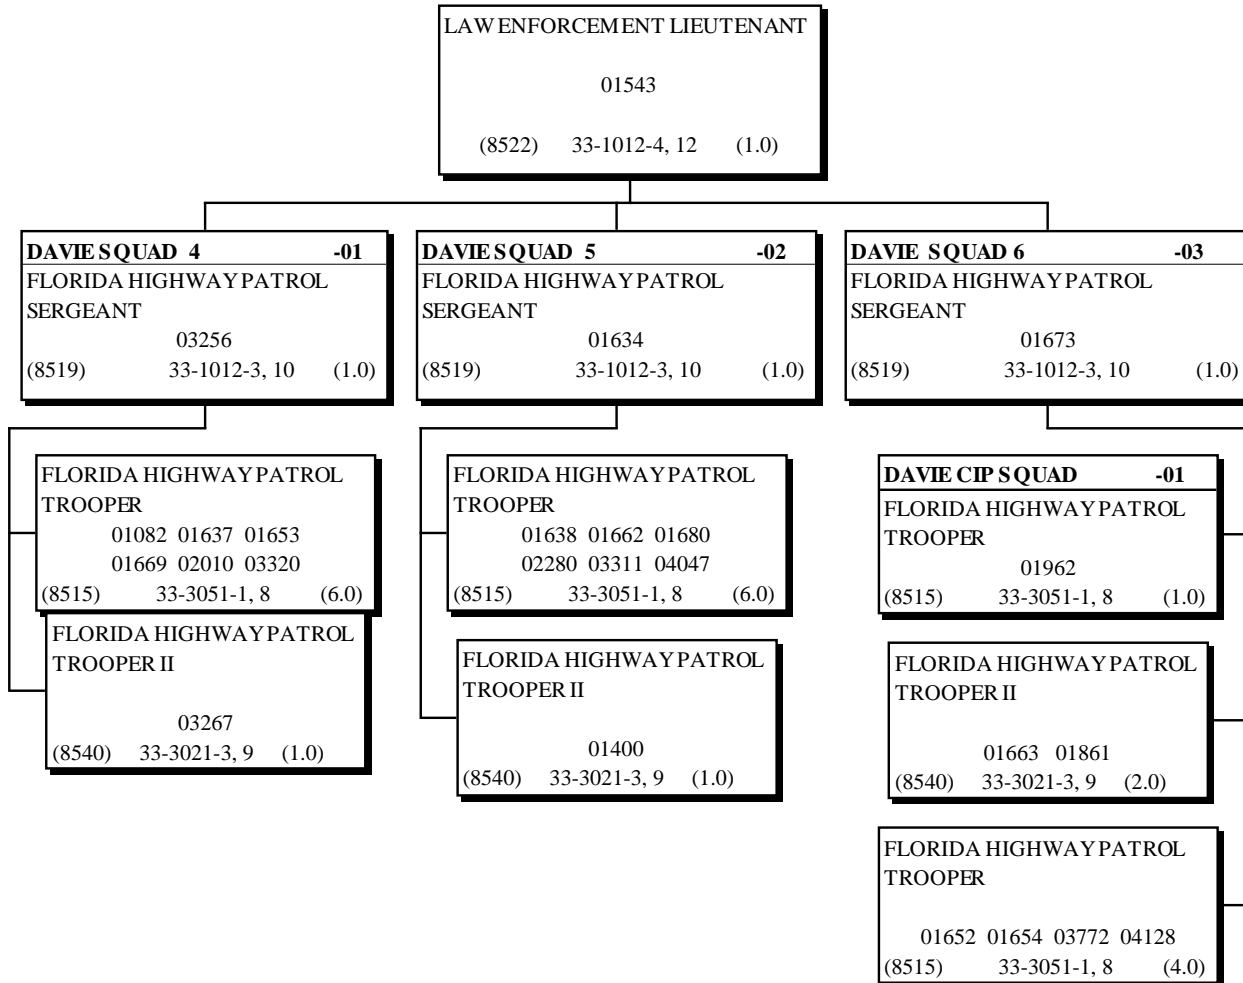 LAW ENFORCEMENT LIEUTENANT
01543
(8522) 33-1012-4, 12 (1.0)
DAVIE SQUAD 4 -01
FLORIDA HIGHWAY PATROL
SERGEANT
03256
(8519) 33-1012-3, 10 (1.0)
DAVIE SQUAD 5 -02
FLORIDA HIGHWAY PATROL
SERGEANT
01634
(8519) 33-1012-3, 10 (1.0)
DAVIE SQUAD 6 -03
FLORIDA HIGHWAY PATROL
SERGEANT
01673
(8519) 33-1012-3, 10 (1.0)
FLORIDA HIGHWAY PATROL
TROOPER
01082 01637 01653
01669 02010 03320
(8515) 33-3051-1, 8 (6.0)
FLORIDA HIGHWAY PATROL
TROOPER II
03267
(8540) 33-3021-3, 9 (1.0)
FLORIDA HIGHWAY PATROL
TROOPER
01638 01662 01680
02280 03311 04047
(8515) 33-3051-1, 8 (6.0)
FLORIDA HIGHWAY PATROL
TROOPER II
01400
(8540) 33-3021-3, 9 (1.0)
DAVIE CIP SQUAD -01
FLORIDA HIGHWAY PATROL
TROOPER
01962
(8515) 33-3051-1, 8 (1.0)
FLORIDA HIGHWAY PATROL
TROOPER II
01663 01861
(8540) 33-3021-3, 9 (2.0)
FLORIDA HIGHWAY PATROL
TROOPER
01652 01654 03772 04128
(8515) 33-3051-1, 8 (4.0)